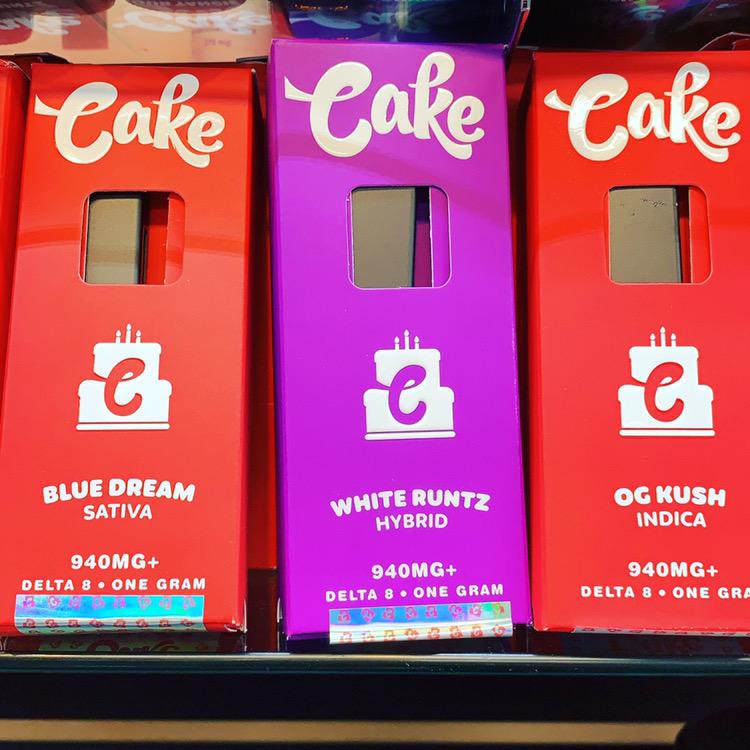 Cake
BLUE DREAM
SATIVA
940MG+
DELTA 8 • ONE GRAM
Cake
C
WHITE RUNTZ
HYBRID
940MG+
DELTA 8 • ONE GRAM
Cake
C
OG KUSH
INDICA
940MG+
DELTA 8 • ONE GRA